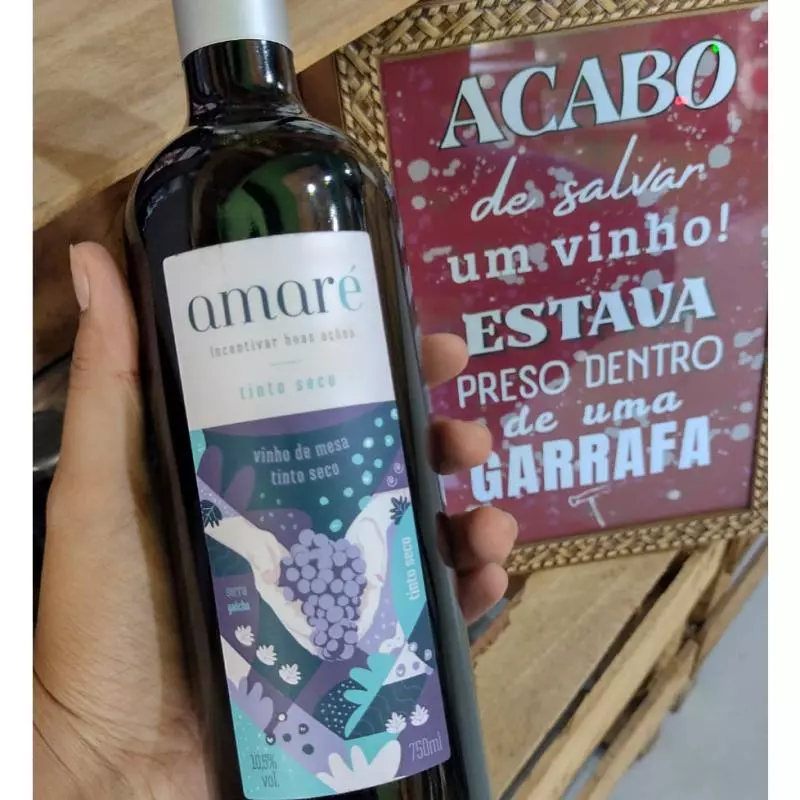 amaré
incentivar boas ações
tinto seco
vinho de mesa
tinto seco
serra
gaúcha
tinto seco
10,5%
vol.
750ml
ACABO
de salvar
um vinho!
ESTAVA
PRESO DENTRO
de uma
GARRAFA